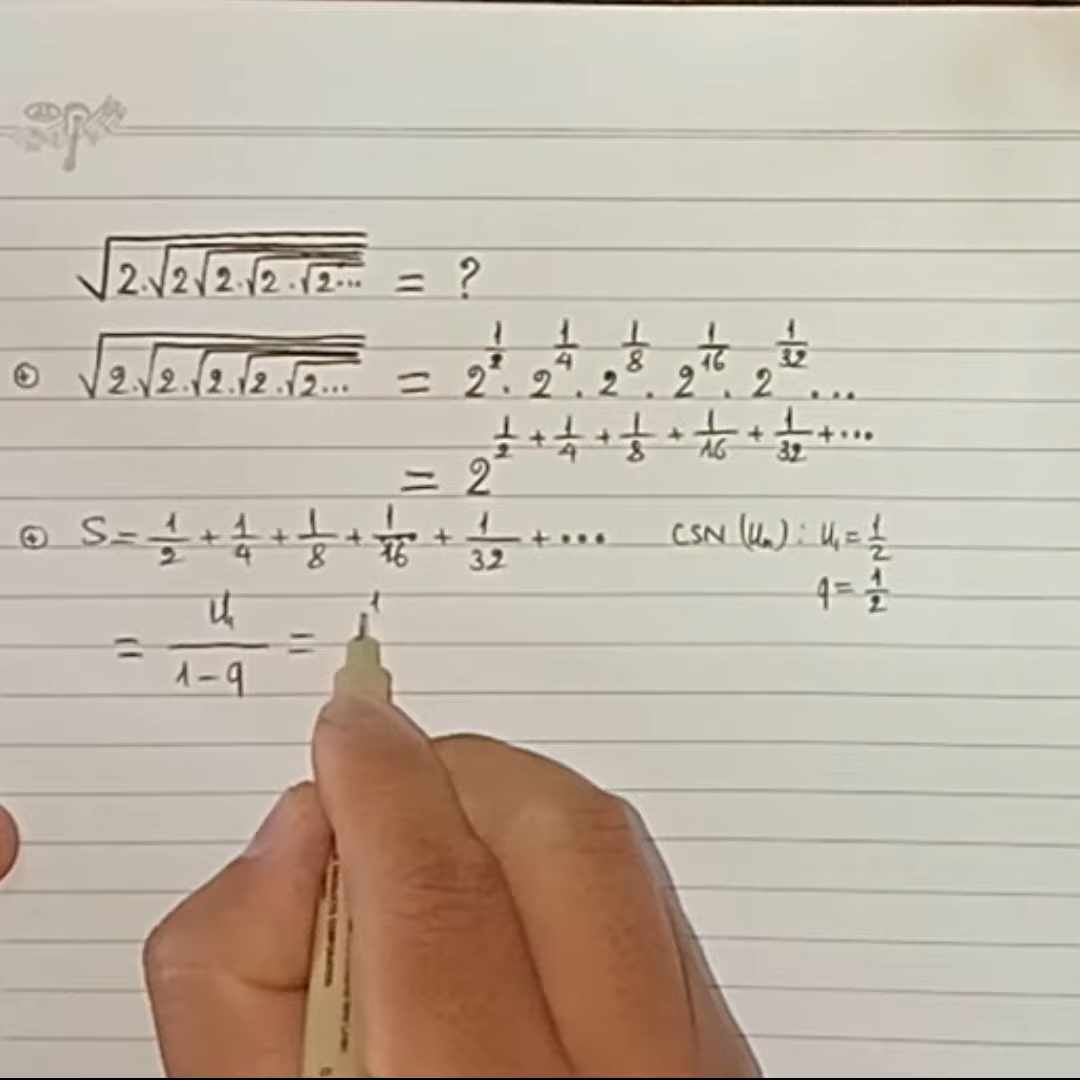 √(2.√(2√(2.√(2.√(2...))))) = ?
⊕ √(2.√(2.√(2.√(2.√(2...))))) = 2^(1/2) . 2^(1/4) . 2^(1/8) . 2^(1/16) . 2^(1/32) ...
= 2^(1/2 + 1/4 + 1/8 + 1/16 + 1/32 + ...)
⊕ S = 1/2 + 1/4 + 1/8 + 1/16 + 1/32 + ... CSN (uₙ) : u₁ = 1/2
q = 1/2
= u₁/(1-q) = 1